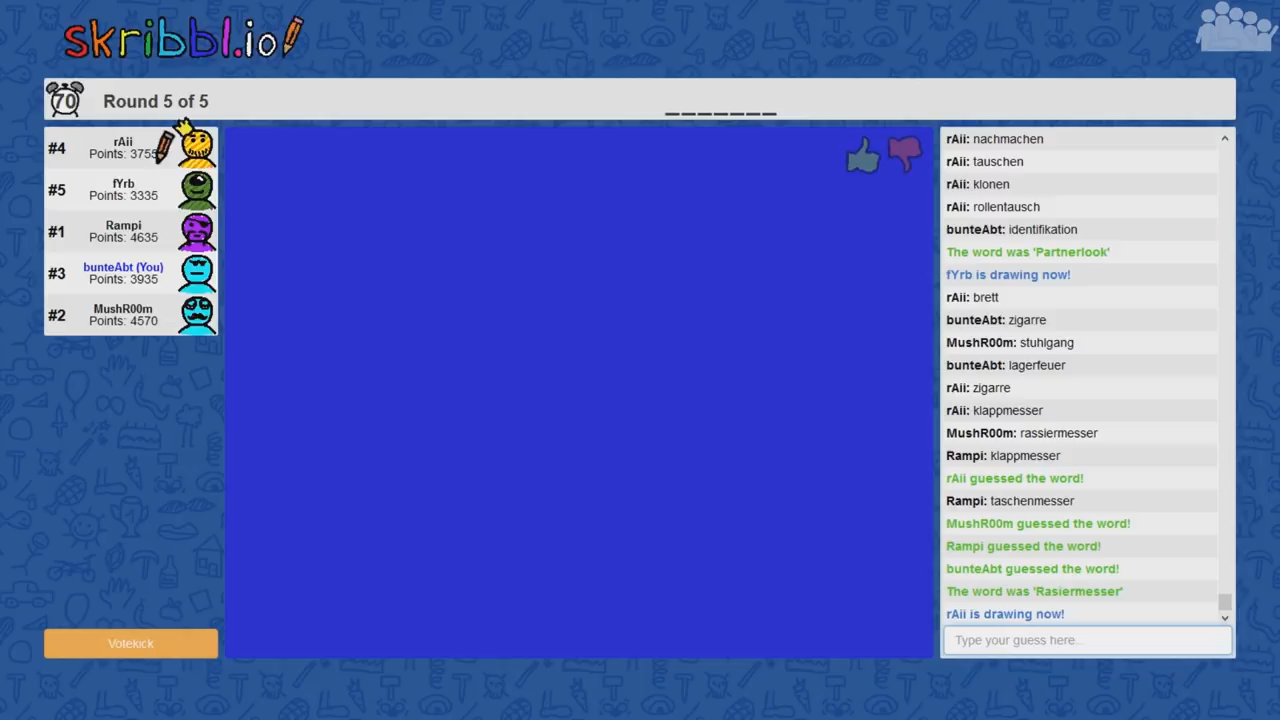 skribbl.io
70
Round 5 of 5
_ _ _ _ _ _ _
#4 rAii
Points: 3755
#5 fYrb
Points: 3335
#1 Rampi
Points: 4635
#3 bunteAbt (You)
Points: 3935
#2 MushR00m
Points: 4570
Votekick
rAii: nachmachen
rAii: tauschen
rAii: klonen
rAii: rollentausch
bunteAbt: identifikation
The word was 'Partnerlook'
fYrb is drawing now!
rAii: brett
bunteAbt: zigarre
MushR00m: stuhlgang
bunteAbt: lagerfeuer
rAii: zigarre
rAii: klappmesser
MushR00m: rassiermesser
Rampi: klappmesser
rAii guessed the word!
Rampi: taschenmesser
MushR00m guessed the word!
Rampi guessed the word!
bunteAbt guessed the word!
The word was 'Rasiermesser'
rAii is drawing now!
Type your guess here...